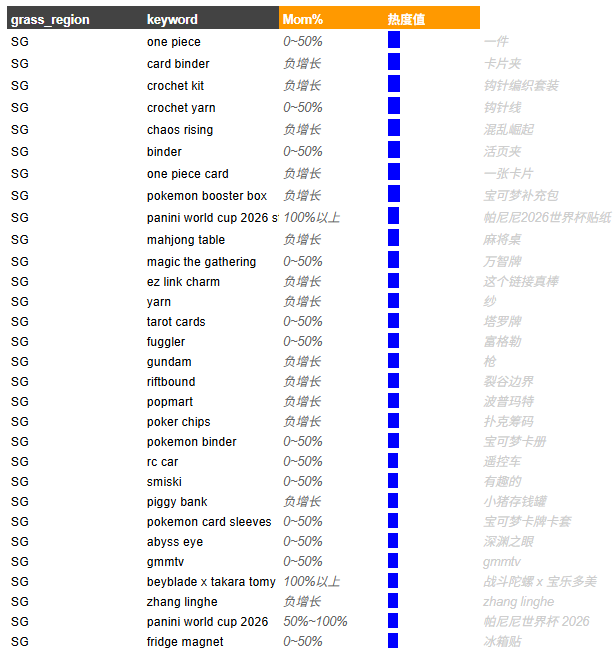 grass_region keyword Mom% 热度值
SG one piece 0~50% 一件
SG card binder 负增长 卡片夹
SG crochet kit 负增长 钩针编织套装
SG crochet yarn 0~50% 钩针线
SG chaos rising 负增长 混乱崛起
SG binder 0~50% 活页夹
SG one piece card 负增长 一张卡片
SG pokemon booster box 负增长 宝可梦补充包
SG panini world cup 2026 s 100%以上 帕尼尼2026世界杯贴纸
SG mahjong table 负增长 麻将桌
SG magic the gathering 0~50% 万智牌
SG ez link charm 负增长 这个链接真棒
SG yarn 负增长 纱
SG tarot cards 0~50% 塔罗牌
SG fuggler 0~50% 富格勒
SG gundam 负增长 枪
SG riftbound 负增长 裂谷边界
SG popmart 负增长 波普玛特
SG poker chips 负增长 扑克筹码
SG pokemon binder 0~50% 宝可梦卡册
SG rc car 0~50% 遥控车
SG smiski 0~50% 有趣的
SG piggy bank 负增长 小猪存钱罐
SG pokemon card sleeves 0~50% 宝可梦卡牌卡套
SG abyss eye 0~50% 深渊之眼
SG gmmtv 0~50% gmmtv
SG beyblade x takara tomy 100%以上 战斗陀螺 x 宝乐多美
SG zhang linghe 负增长 zhang linghe
SG panini world cup 2026 50%~100% 帕尼尼世界杯 2026
SG fridge magnet 0~50% 冰箱贴